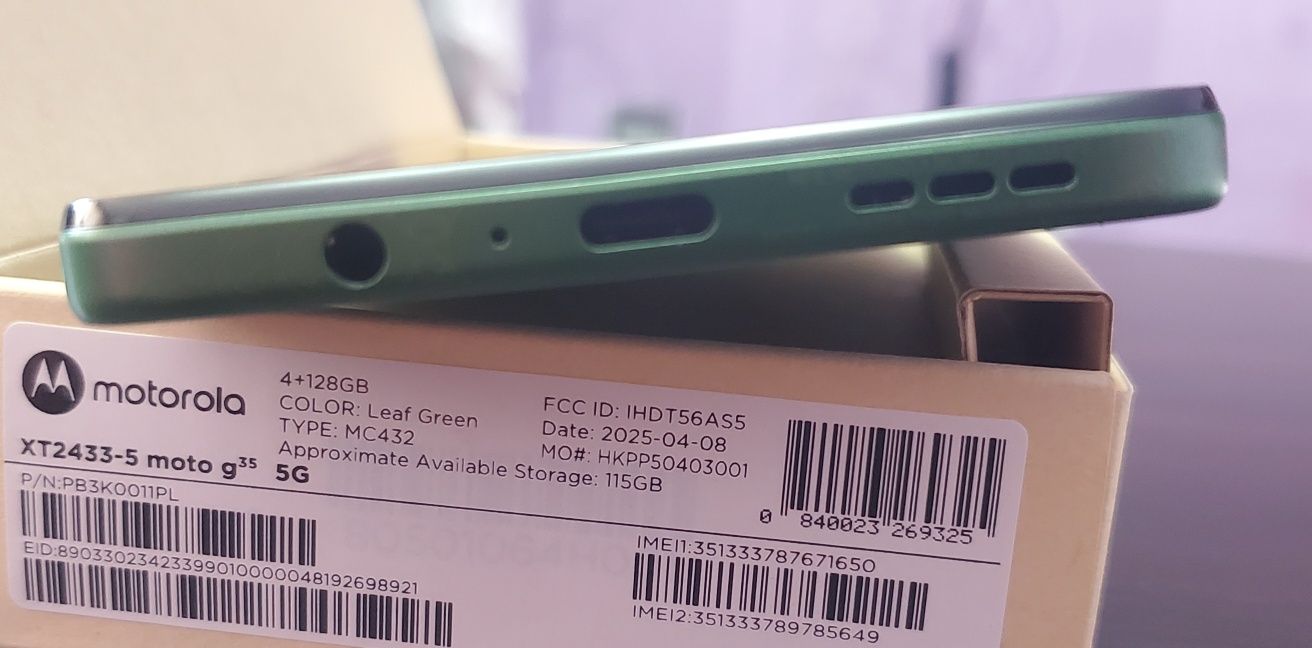 motorola
XT2433-5 moto g35 5G
4+128GB
COLOR: Leaf Green
TYPE: MC432
Approximate Available Storage: 115GB
FCC ID: IHDT56AS5
Date: 2025-04-08
MO#: HKPP50403001
0 840023 269325
P/N:PB3K0011PL
EID:89033023423399010000048192698921
IMEI1:351333787671650
IMEI2:351333789785649